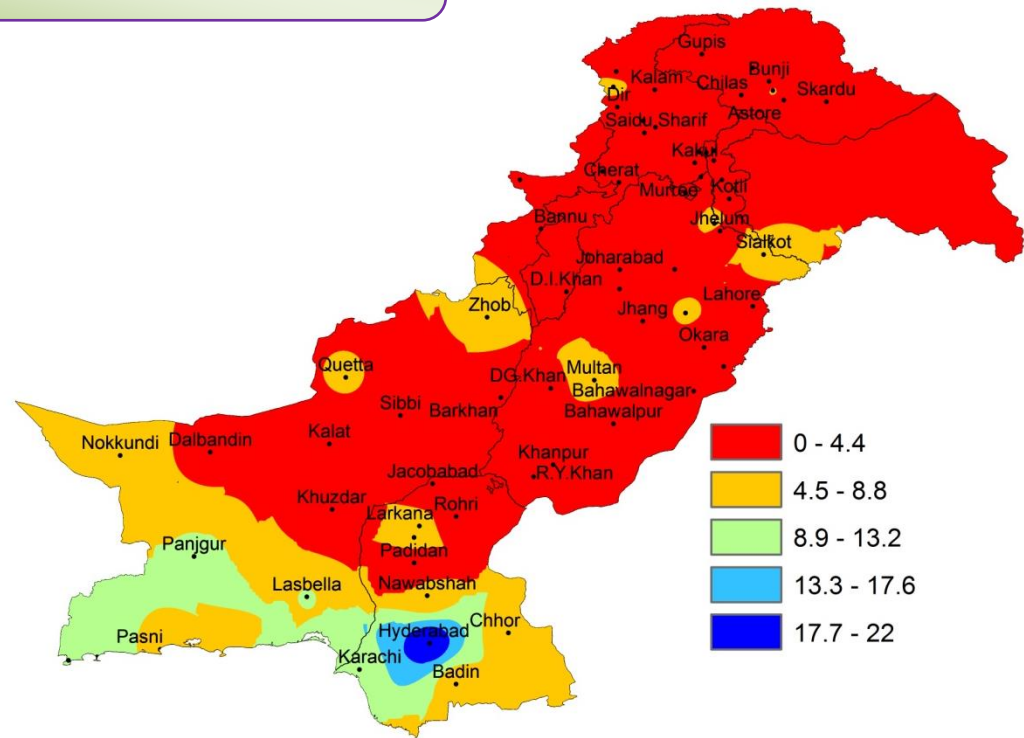 Gupis
Bunji
Kalam
Chilas
Skardu
Dir
Astore
Saidu Sharif
Kakul
Cherat
Murree
Kotli
Bannu
Jhelum
Sialkot
Joharabad
D.I.Khan
Zhob
Lahore
Jhang
Okara
Quetta
Multan
DG.Khan
Bahawalnagar
Sibbi
Barkhan
Bahawalpur
Nokkundi
Dalbandin
Kalat
Khanpur
Jacobabad
R.Y.Khan
Khuzdar
Rohri
Larkana
Panjgur
Padidan
Lasbella
Nawabshah
Chhor
Pasni
Hyderabad
Karachi
Badin
0 - 4.4
4.5 - 8.8
8.9 - 13.2
13.3 - 17.6
17.7 - 22